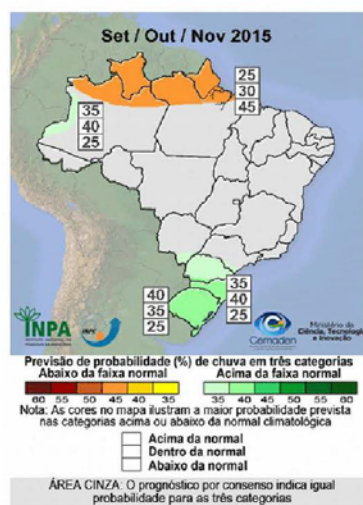 Set / Out / Nov 2015
25
30
45
35
40
25
35
40
25
40
35
25
INPA
Cemaden
Ministério da
Ciência, Tecnologia
e Inovação
Previsão de probabilidade (%) de chuva em três categorias
Abaixo da faixa normal
Acima da faixa normal
60 55 50 45 40 35
35 40 45 50 55 60
Nota: As cores no mapa ilustram a maior probabilidade prevista
nas categorias acima ou abaixo da normal climatológica
Acima da normal
Dentro da normal
Abaixo da normal
ÁREA CINZA: O prognóstico por consenso indica igual
probabilidade para as três categorias